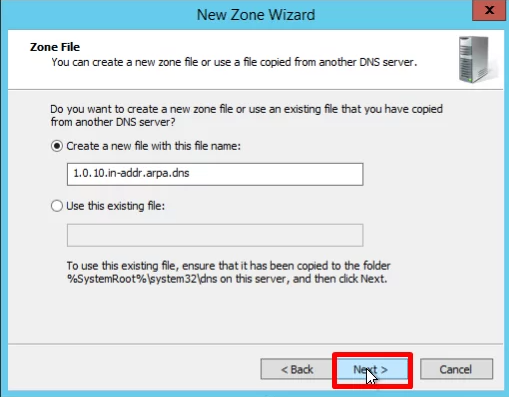 New Zone Wizard
x
Zone File
You can create a new zone file or use a file copied from another DNS server.
Do you want to create a new zone file or use an existing file that you have copied
from another DNS server?
Create a new file with this file name:
1.0.10.in-addr.arpa.dns
Use this existing file:
To use this existing file, ensure that it has been copied to the folder
%SystemRoot%\system32\dns on this server, and then click Next.
< Back Next > Cancel